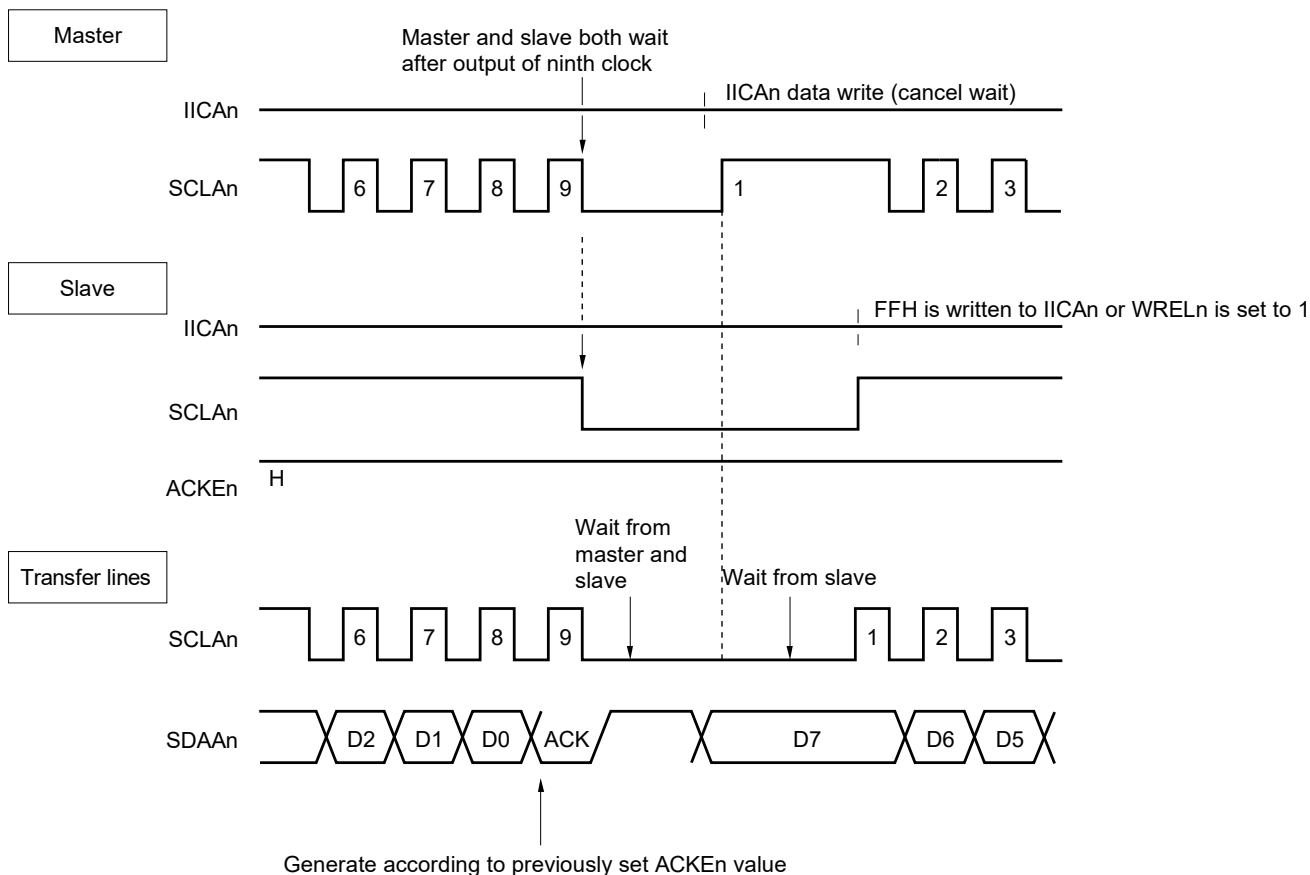 Master
Master and slave both wait
after output of ninth clock
IICAn data write (cancel wait)
IICAn
SCLAn
6 7 8 9 1 2 3
Slave
FFH is written to IICAn or WRELn is set to 1
IICAn
SCLAn
H
ACKEn
Wait from
master and
slave
Wait from slave
Transfer lines
SCLAn
6 7 8 9 1 2 3
SDAAn
D2 D1 D0 ACK D7 D6 D5
Generate according to previously set ACKEn value